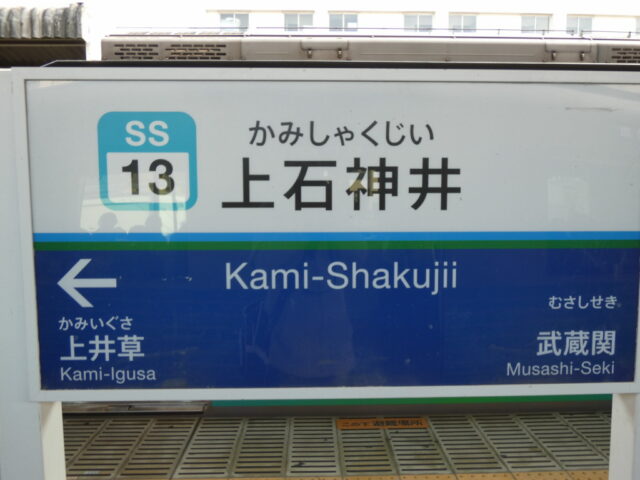 SS
13
かみしゃくじい
上石神井
Kami-Shakujii
←
かみいぐさ
上井草
Kami-Igusa
むさしせき
武蔵関
Musashi-Seki